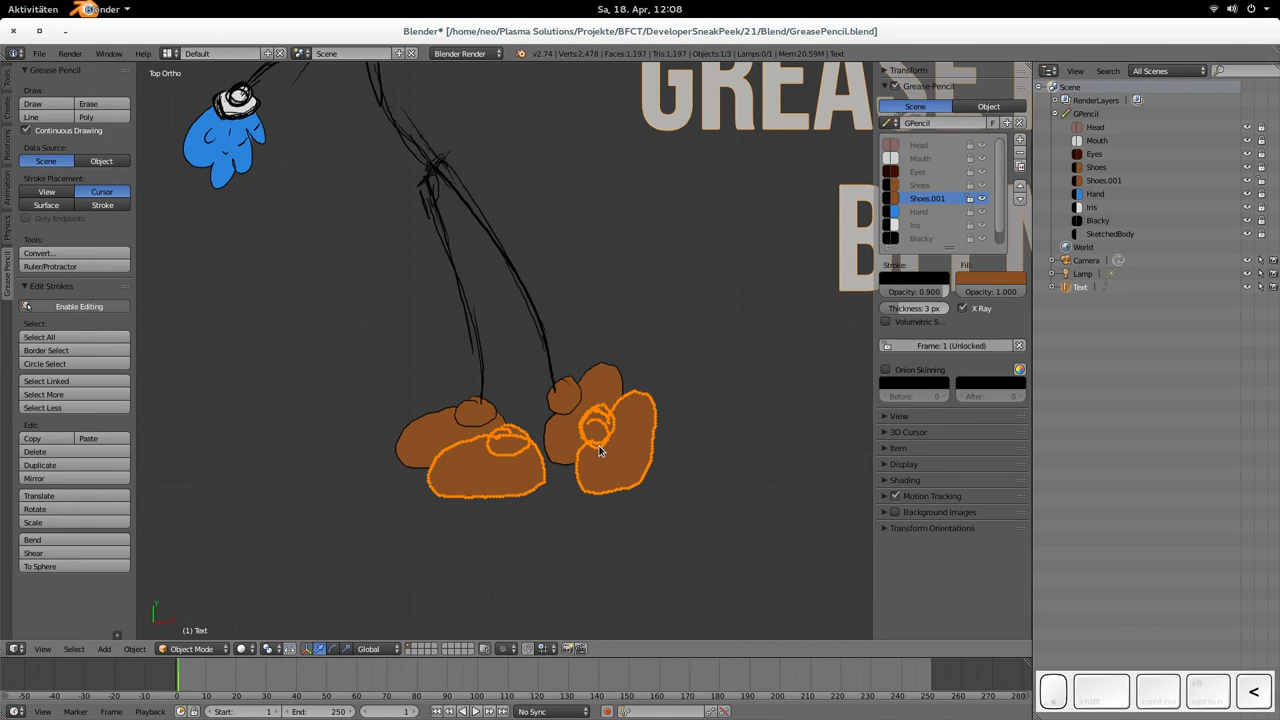 Aktivitäten Blender Sa, 18. Apr, 12:08
Blender* [/home/neo/Plasma Solutions/Projekte/BFCT/DeveloperSneakPeek/21/Blend/GreasePencil.blend]
File Render Window Help Default Scene Blender Render v2.74 | Verts:2,478 | Faces:1,197 | Tris:1,197 | Objects:1/3 | Lamps:0/1 | Mem:20.59M | Text View Search All Scenes
Tools
Create
Relations
Animation
Physics
Grease Pencil
Grease Pencil
Draw:
Draw Erase
Line Poly
Continuous Drawing
Data Source:
Scene Object
Stroke Placement:
View Cursor
Surface Stroke
Only Endpoints
Tools:
Convert...
Ruler/Protractor
Edit Strokes
Enable Editing
Select:
Select All
Border Select
Circle Select
Select Linked
Select More
Select Less
Edit:
Copy Paste
Delete
Duplicate
Mirror
Translate
Rotate
Scale
Bend
Shear
To Sphere
Top Ortho
GREASE
(1) Text
Transform
Grease Pencil
Scene Object
GPencil F
Head
Mouth
Eyes
Shoes
Shoes.001
Hand
Iris
Blacky
Stroke: Fill:
Opacity: 0.900 Opacity: 1.000
Thickness: 3 px X Ray
Volumetric S...
Frame: 1 (Unlocked)
Onion Skinning
Before: 0 After: 0
View
3D Cursor
Item
Display
Shading
Motion Tracking
Background Images
Transform Orientations
Scene
RenderLayers
GPencil
Head
Mouth
Eyes
Shoes
Shoes.001
Hand
Iris
Blacky
SketchedBody
World
Camera
Lamp
Text
View Select Add Object Object Mode Global
-50 -40 -30 -20 -10 0 10 20 30 40 50 60 70 80 90 100 110 120 130 140 150 160 170 180 190 200 210 220 230 240 250 260 270 280
View Marker Frame Playback Start: 1 End: 250 1 No Sync
shift control alt option <